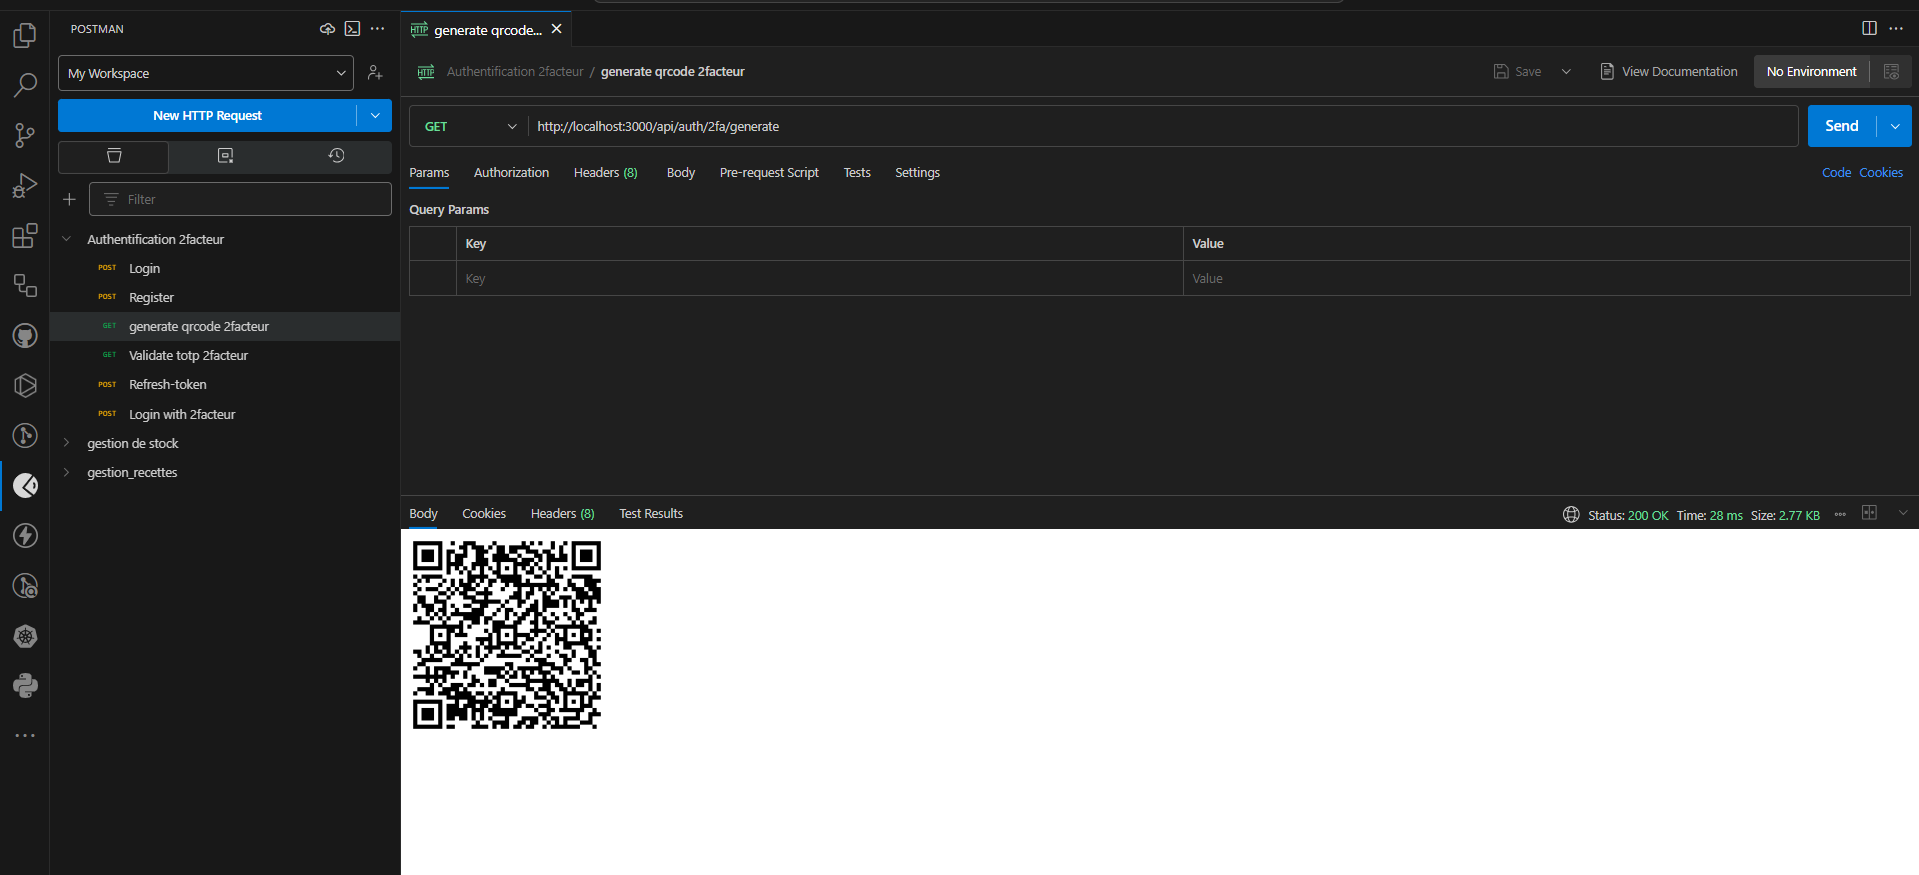 POSTMAN
My Workspace
New HTTP Request
Filter
Authentification 2facteur
POST Login
POST Register
GET generate qrcode 2facteur
GET Validate totp 2facteur
POST Refresh-token
POST Login with 2facteur
gestion de stock
gestion_recettes
HTTP generate qrcode...
HTTP Authentification 2facteur / generate qrcode 2facteur
Save
View Documentation
No Environment
GET http://localhost:3000/api/auth/2fa/generate
Send
Params Authorization Headers (8) Body Pre-request Script Tests Settings
Code Cookies
Query Params
Key Value
Key Value
Body Cookies Headers (8) Test Results
Status: 200 OK Time: 28 ms Size: 2.77 KB